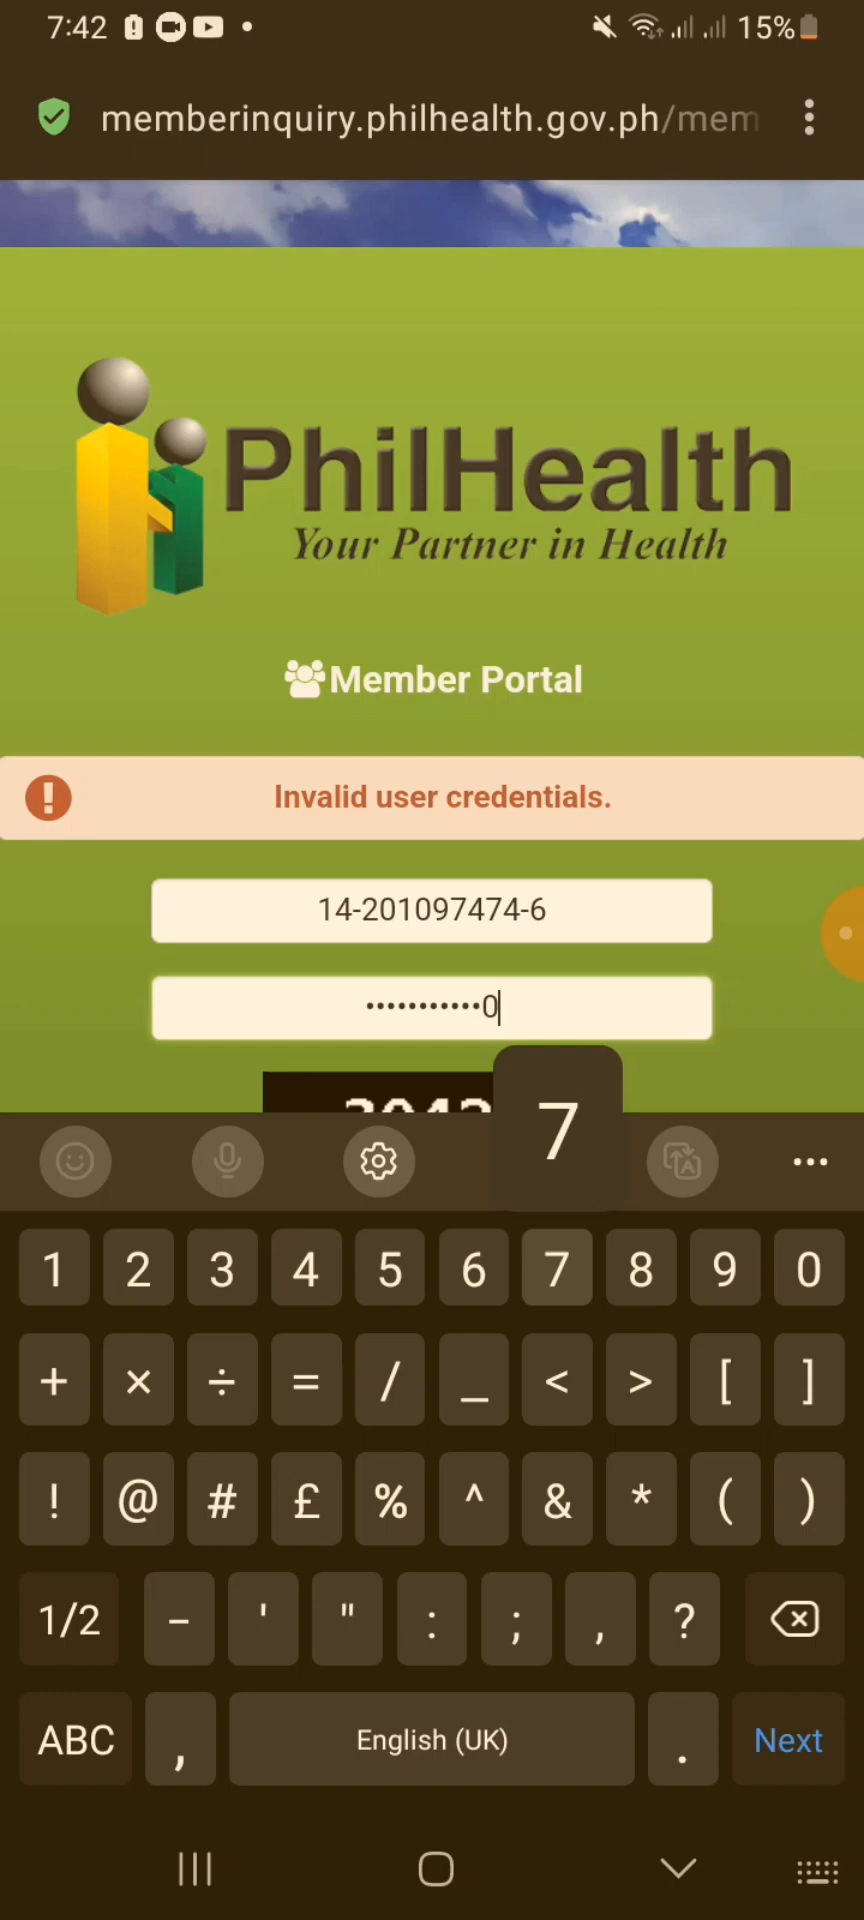 7:42
15%
memberinquiry.philhealth.gov.ph/mem
PhilHealth
Your Partner in Health
Member Portal
Invalid user credentials.
14-201097474-6
•••••••••••0
7
1 2 3 4 5 6 7 8 9 0
+ × ÷ = / _ < > [ ]
! @ # £ % ^ & * ( )
1/2 - ' " : ; , ?
ABC , English (UK) . Next